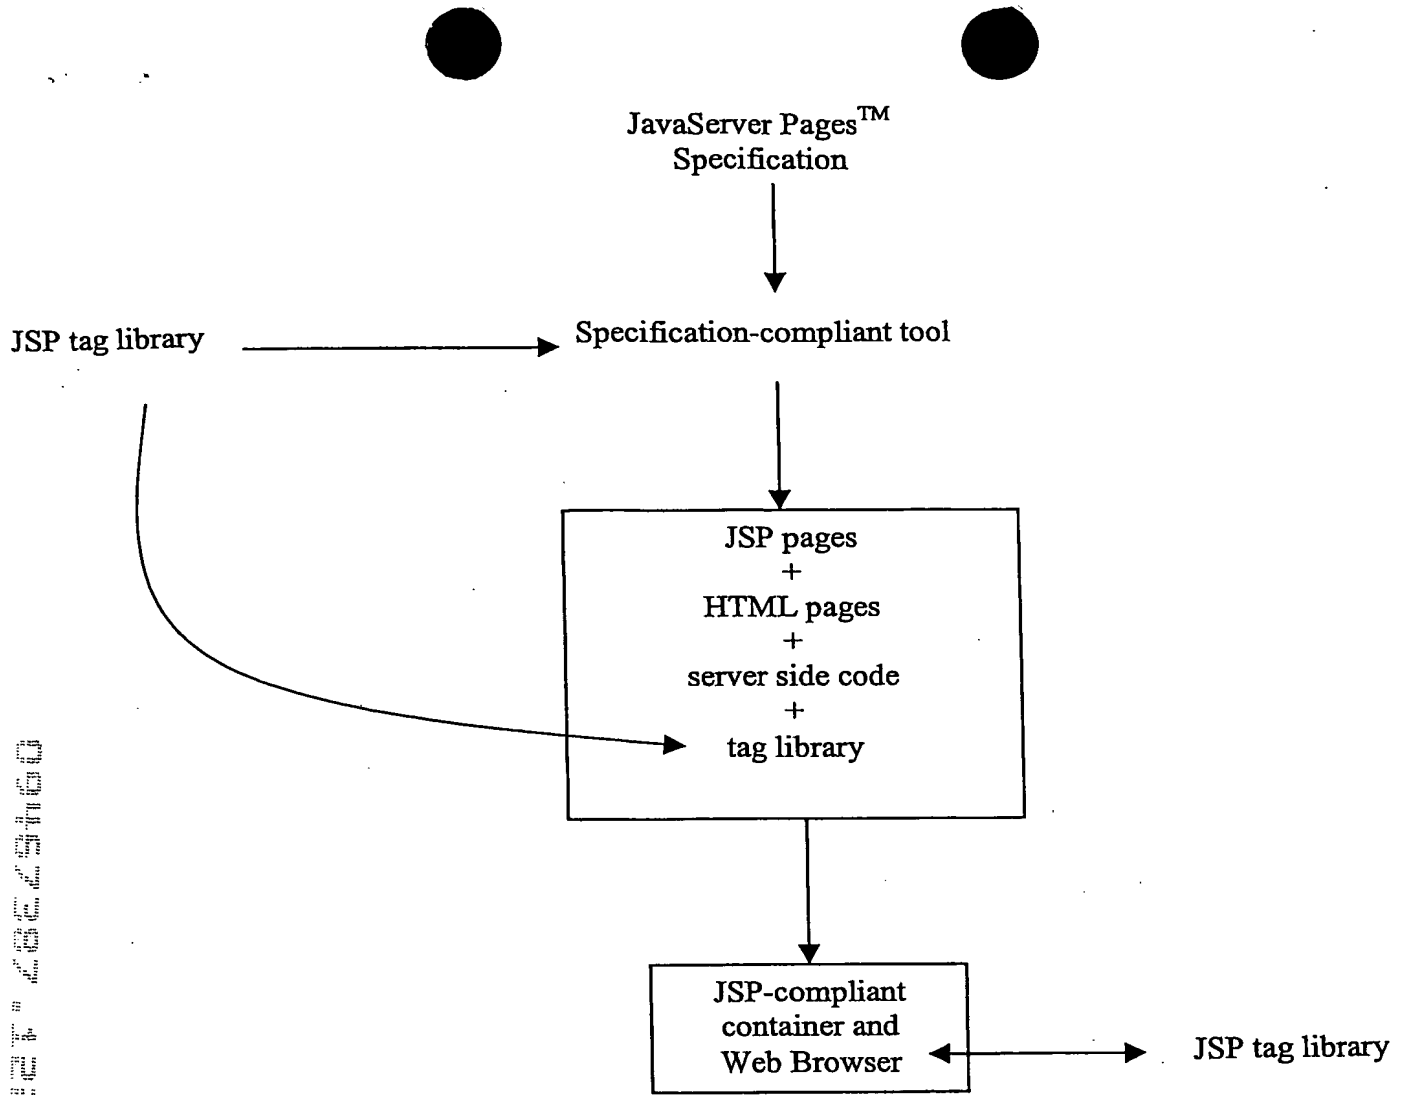 JavaServer Pages™
Specification
JSP tag library
Specification-compliant tool
JSP pages
+
HTML pages
+
server side code
+
tag library
JSP-compliant
container and
Web Browser
JSP tag library